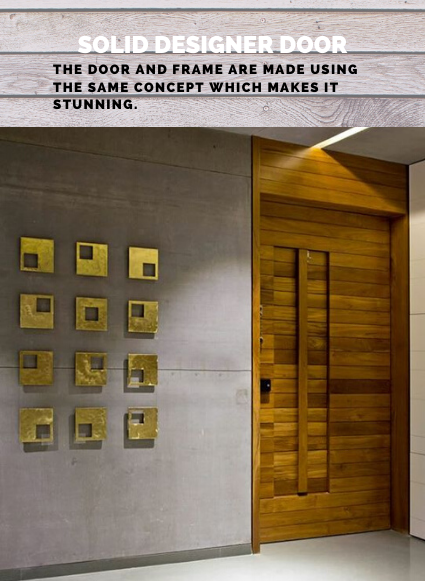 SOLID DESIGNER DOOR
THE DOOR AND FRAME ARE MADE USING
THE SAME CONCEPT WHICH MAKES IT
STUNNING.